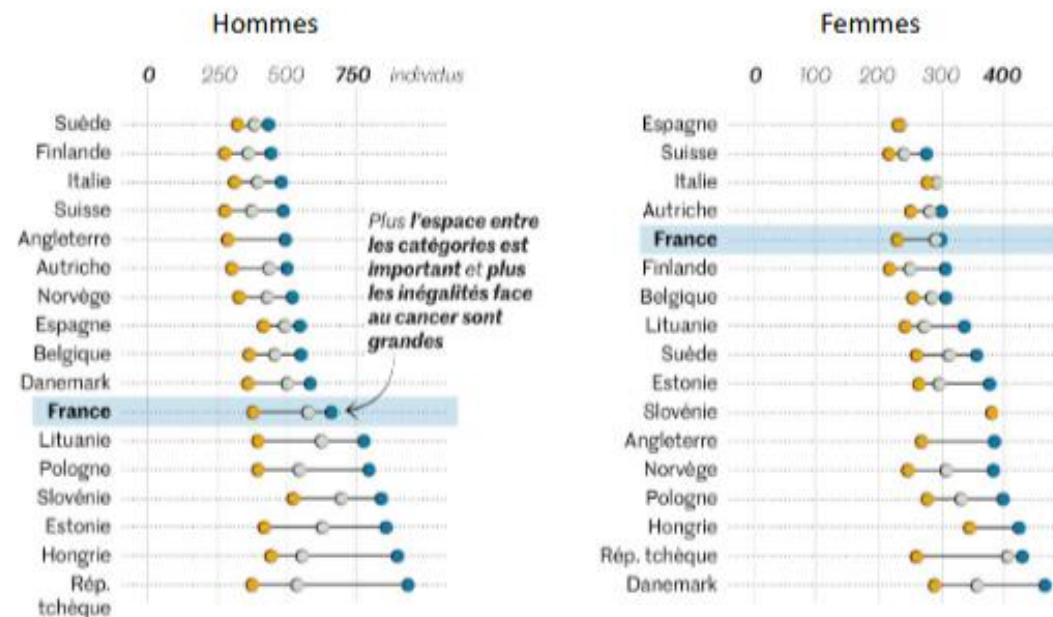 Hommes
0 250 500 750 individus
Suède
Finlande
Italie
Suisse
Angleterre
Autriche
Norvège
Espagne
Belgique
Danemark
France
Lituanie
Pologne
Slovénie
Estonie
Hongrie
Rép.
tchèque
Plus l'espace entre
les catégories est
important et plus
les inégalités face
au cancer sont
grandes
Femmes
0 100 200 300 400
Espagne
Suisse
Italie
Autriche
France
Finlande
Belgique
Lituanie
Suède
Estonie
Slovénie
Angleterre
Norvège
Pologne
Hongrie
Rép. tchèque
Danemark